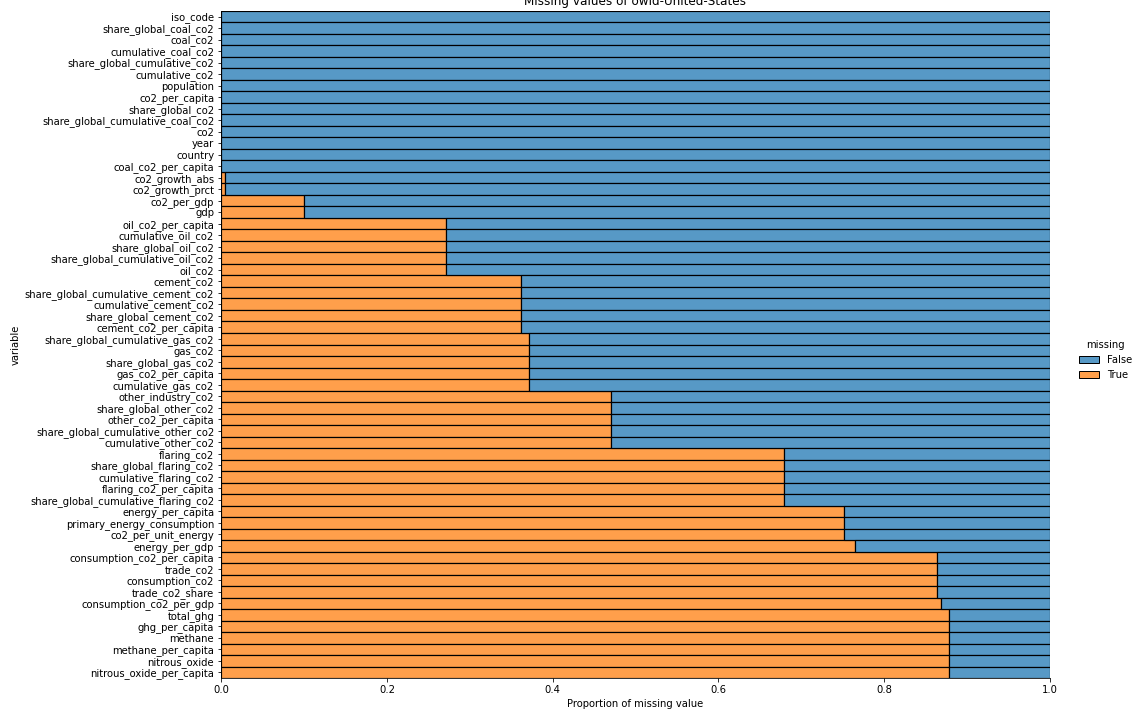 Missing values of owid-United-States
iso_code
share_global_coal_co2
coal_co2
cumulative_coal_co2
share_global_cumulative_co2
cumulative_co2
population
co2_per_capita
share_global_co2
share_global_cumulative_coal_co2
co2
year
country
coal_co2_per_capita
co2_growth_abs
co2_growth_prct
co2_per_gdp
gdp
oil_co2_per_capita
cumulative_oil_co2
share_global_oil_co2
share_global_cumulative_oil_co2
oil_co2
cement_co2
share_global_cumulative_cement_co2
cumulative_cement_co2
share_global_cement_co2
cement_co2_per_capita
share_global_cumulative_gas_co2
gas_co2
share_global_gas_co2
gas_co2_per_capita
cumulative_gas_co2
other_industry_co2
share_global_other_co2
other_co2_per_capita
share_global_cumulative_other_co2
cumulative_other_co2
flaring_co2
share_global_flaring_co2
cumulative_flaring_co2
flaring_co2_per_capita
share_global_cumulative_flaring_co2
energy_per_capita
primary_energy_consumption
co2_per_unit_energy
energy_per_gdp
consumption_co2_per_capita
trade_co2
consumption_co2
trade_co2_share
consumption_co2_per_gdp
total_ghg
ghg_per_capita
methane
methane_per_capita
nitrous_oxide
nitrous_oxide_per_capita
variable
0.0 0.2 0.4 0.6 0.8 1.0
Proportion of missing value
missing
False
True